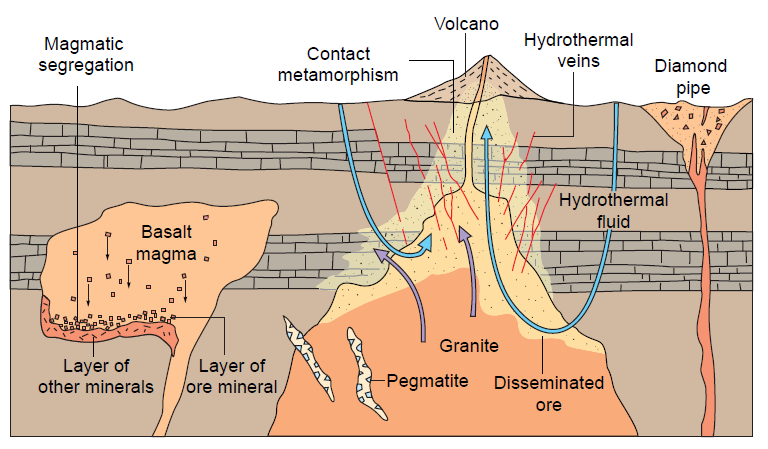 Magmatic
segregation
Contact
metamorphism
Volcano
Hydrothermal
veins
Diamond
pipe
Basalt
magma
Hydrothermal
fluid
Layer of
other minerals
Layer of
ore mineral
Granite
Pegmatite
Disseminated
ore